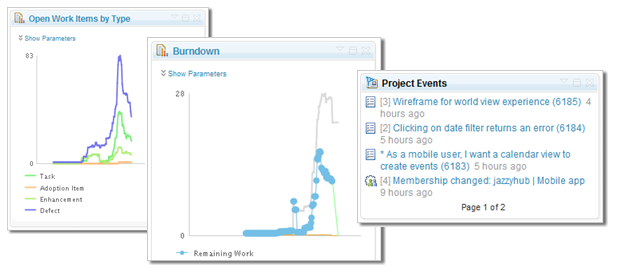 Open Work Items by Type
Show Parameters
83
0
Task
Adoption Item
Enhancement
Defect
Burndown
Show Parameters
28
0
Remaining Work
Project Events
[3] Wireframe for world view experience (6185) 4
hours ago
[2] Clicking on date filter returns an error (6184)
5 hours ago
* As a mobile user, I want a calendar view to
create events (6183) 5 hours ago
[4] Membership changed: jazzyhub | Mobile app
9 hours ago
Page 1 of 2